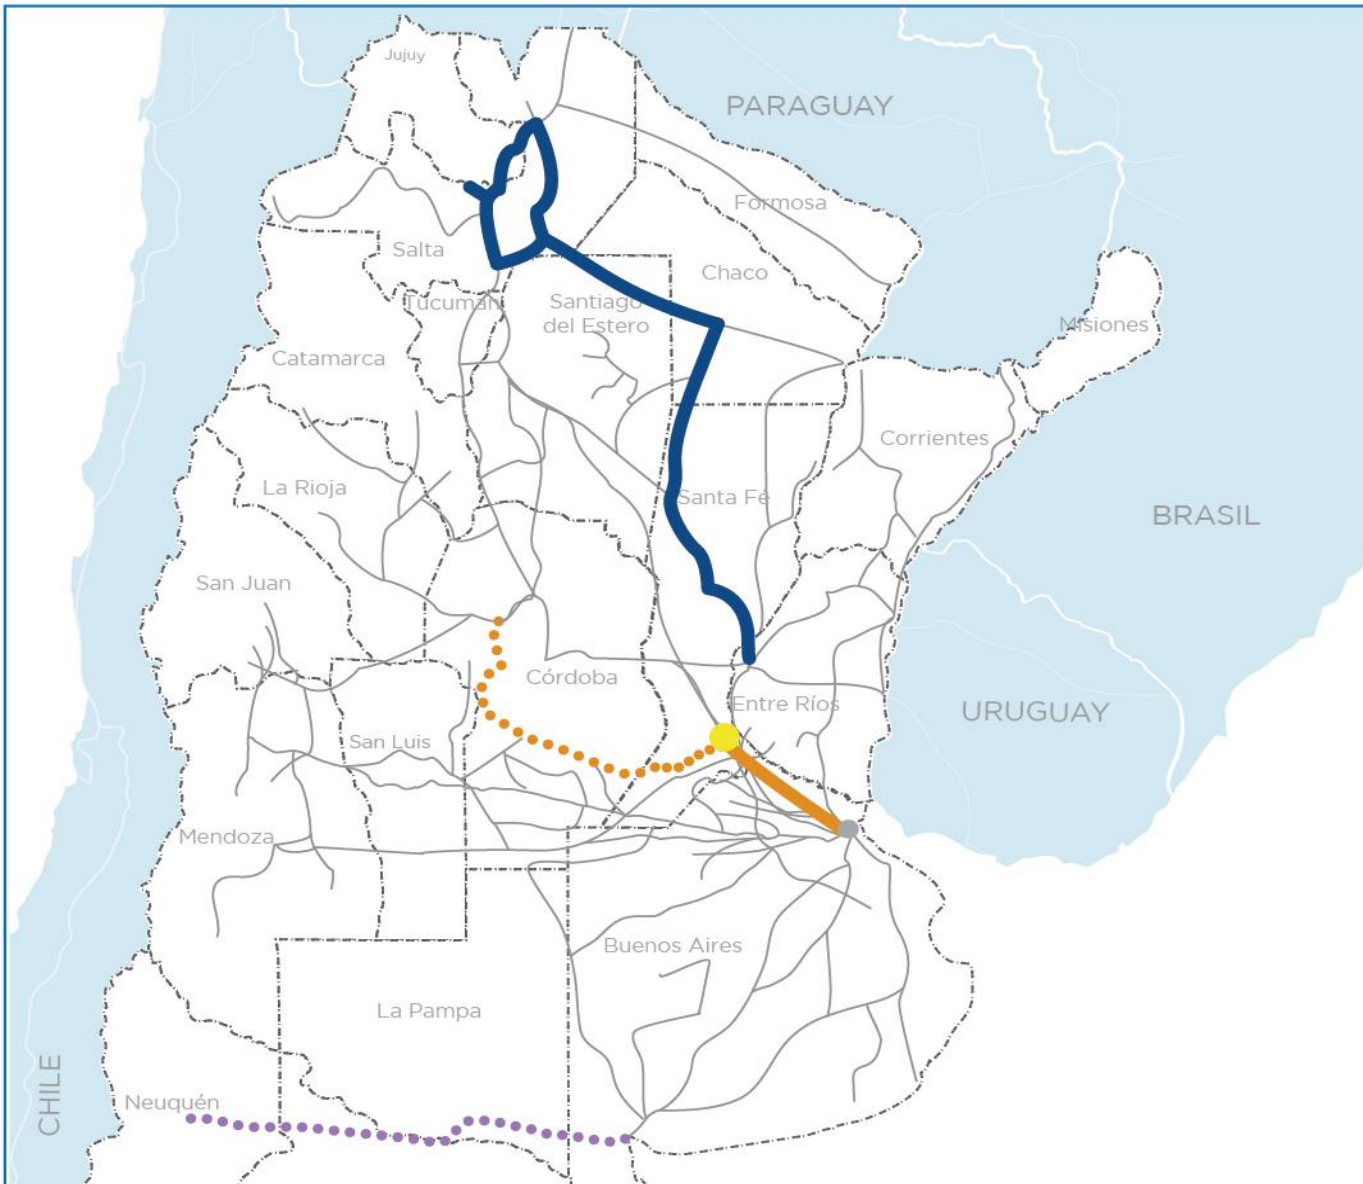 Jujuy
PARAGUAY
Formosa
Salta
Chaco
Tucumán
Santiago
del Estero
Misiones
Catamarca
Corrientes
La Rioja
Santa Fé
BRASIL
San Juan
Córdoba
Entre Ríos
URUGUAY
San Luis
Mendoza
Buenos Aires
La Pampa
CHILE
Neuquén